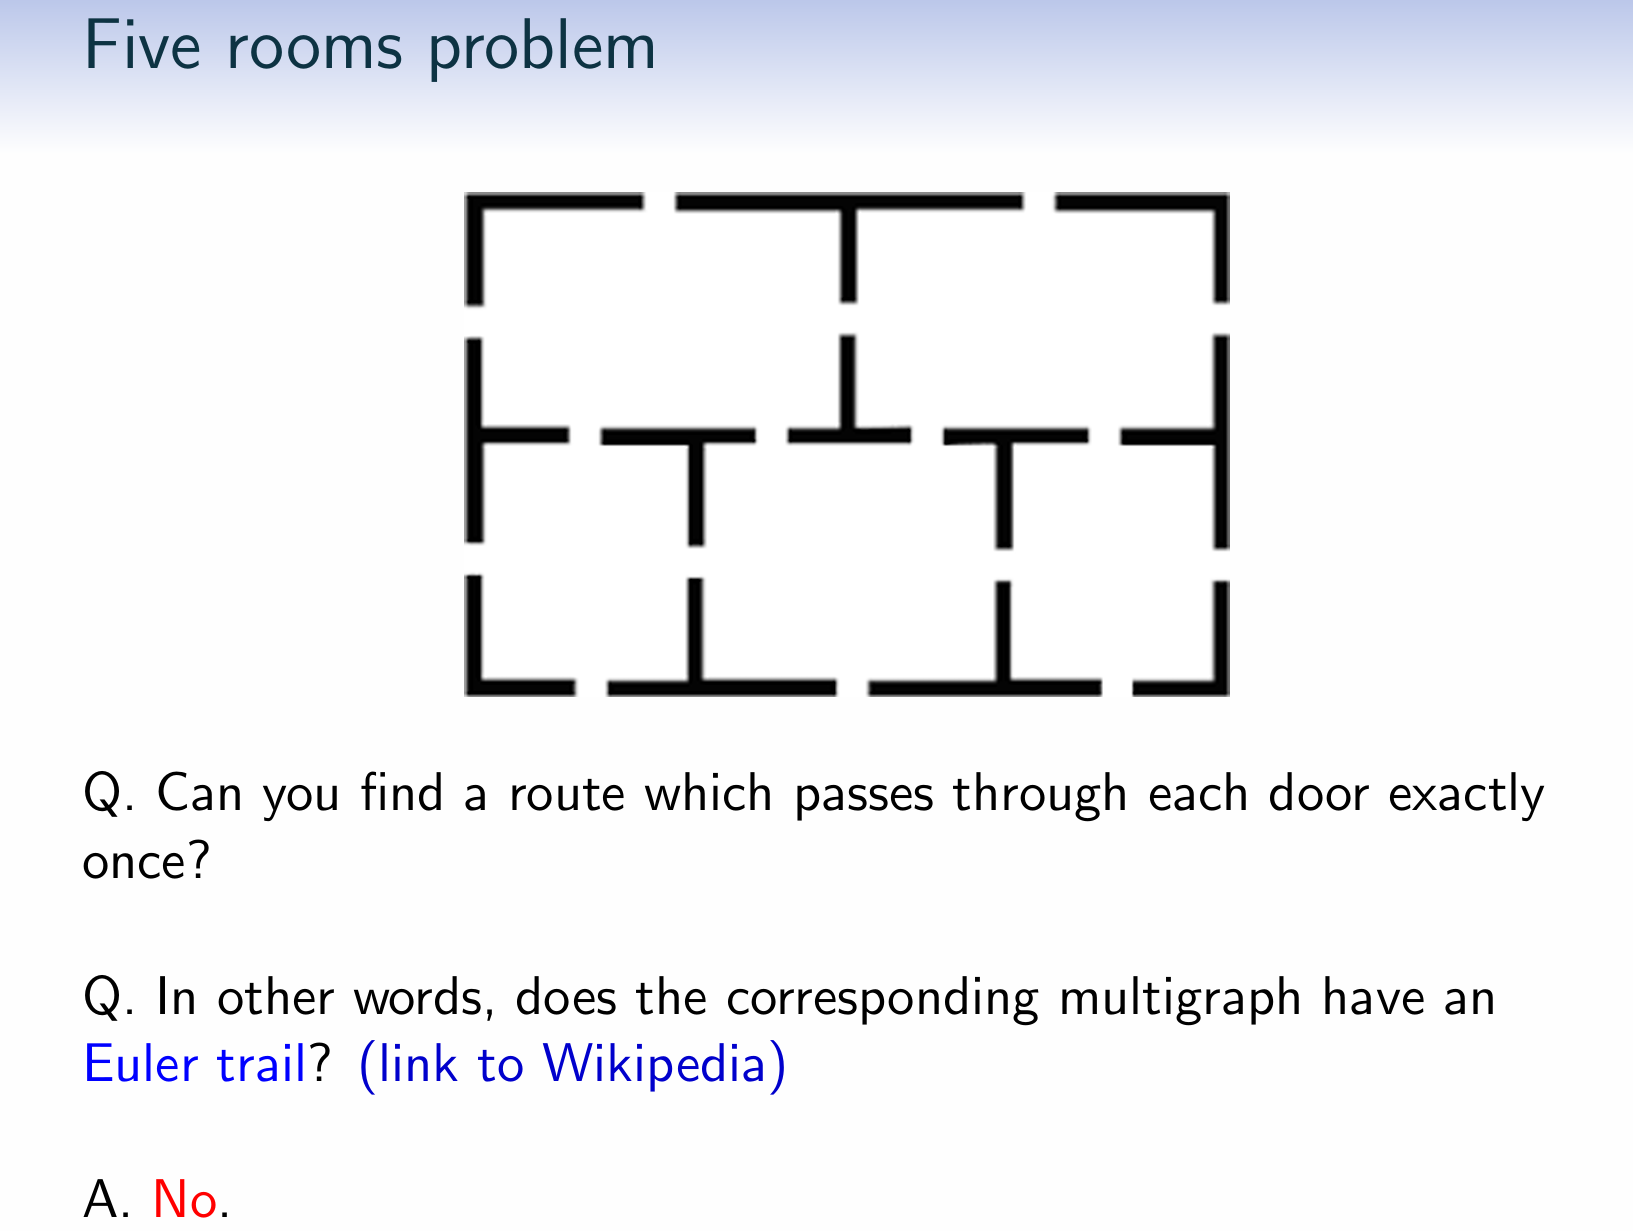 Five rooms problem
Q. Can you find a route which passes through each door exactly
once?
Q. In other words, does the corresponding multigraph have an
Euler trail? (link to Wikipedia)
A. No.